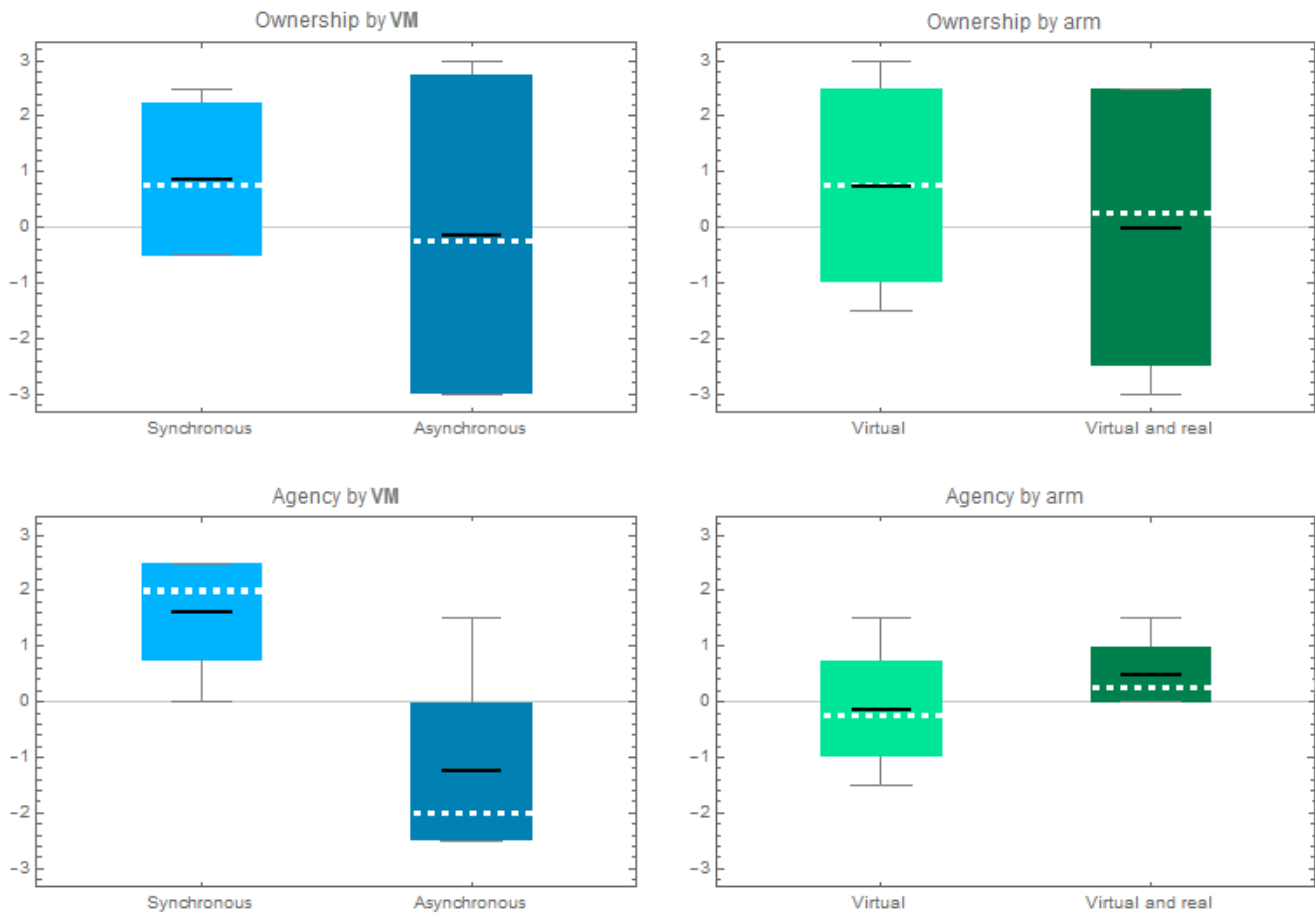 Ownership by VM
Ownership by arm
3
2
1
0
−1
−2
−3
Synchronous
Asynchronous
Virtual
Virtual and real
3
2
1
0
−1
−2
−3
Agency by VM
Agency by arm
3
2
1
0
−1
−2
−3
Synchronous
Asynchronous
Virtual
Virtual and real
3
2
1
0
−1
−2
−3